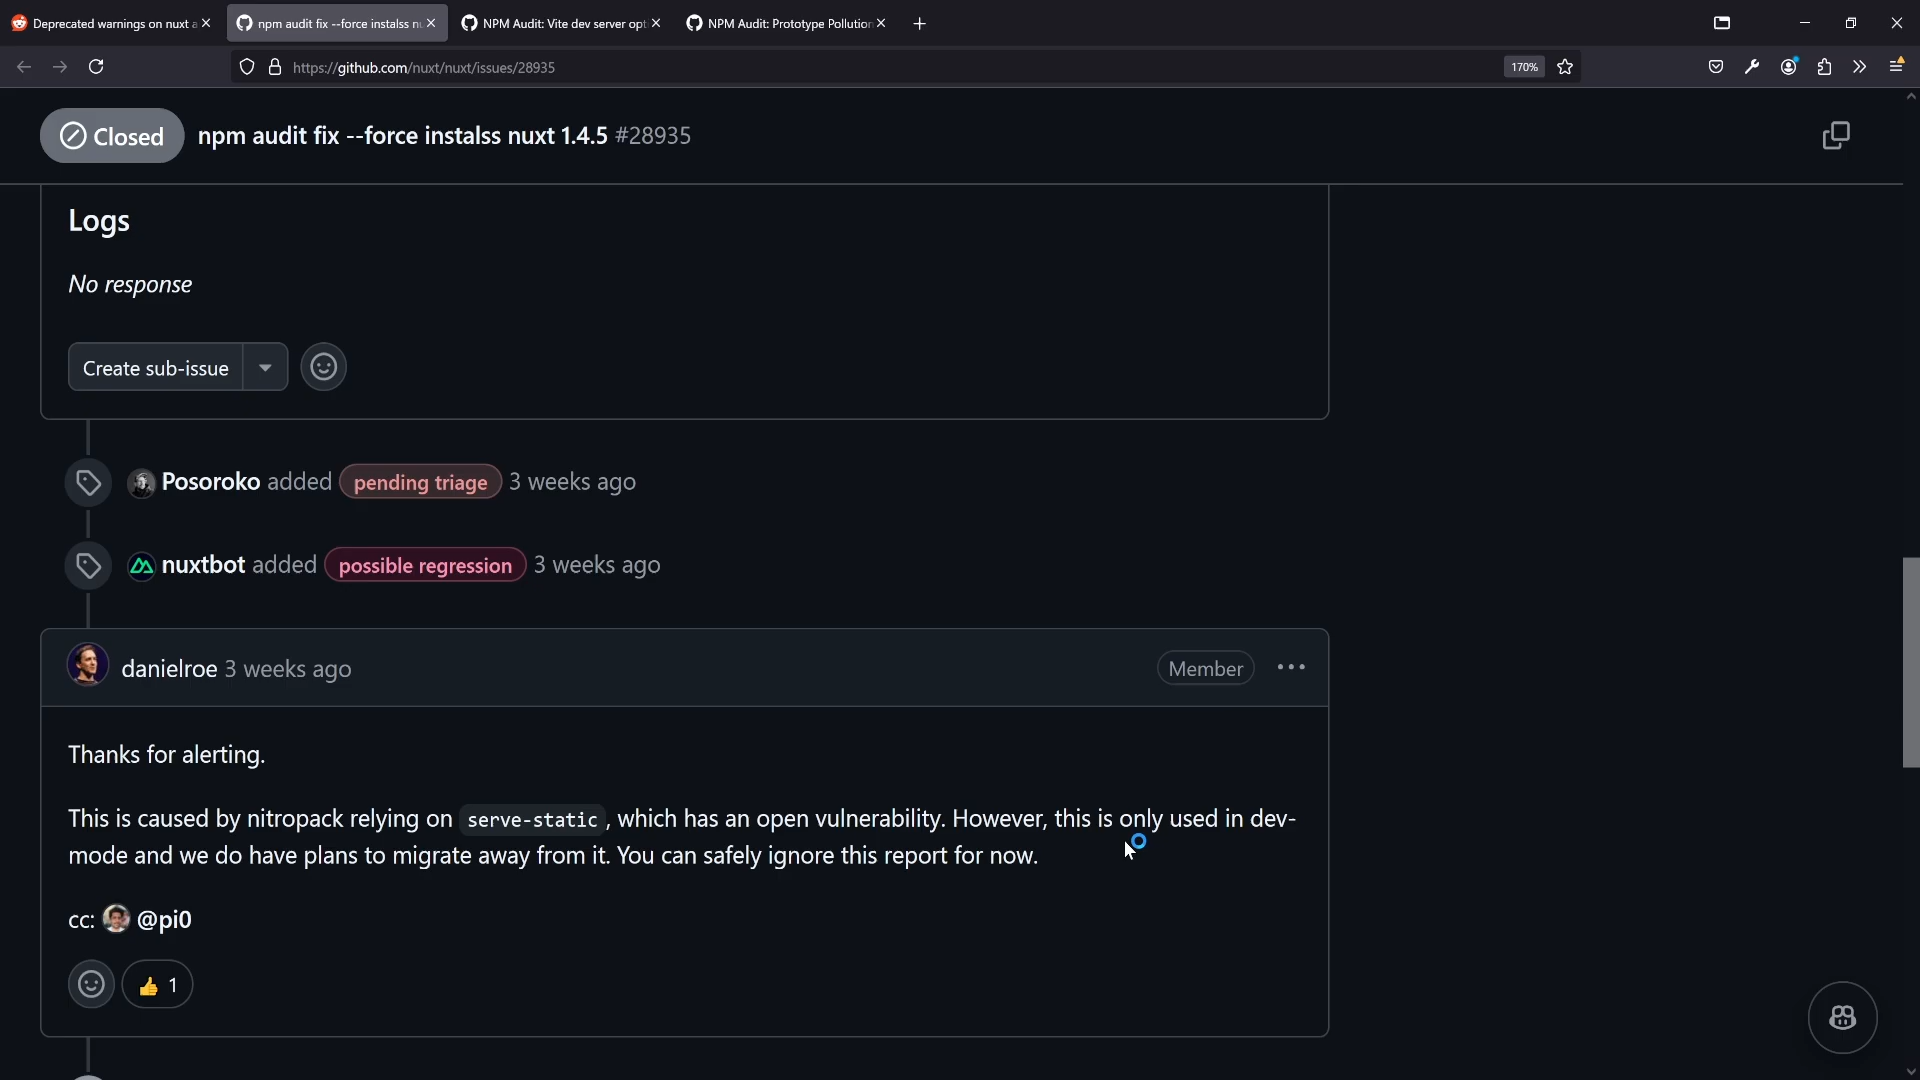 Deprecated warnings on nuxt a
npm audit fix --force instalss nu
NPM Audit: Vite dev server opt
NPM Audit: Prototype Pollution
https://github.com/nuxt/nuxt/issues/28935
170%
Closed
npm audit fix --force instalss nuxt 1.4.5 #28935
Logs
No response
Create sub-issue
Posoroko added pending triage 3 weeks ago
nuxtbot added possible regression 3 weeks ago
danielroe 3 weeks ago
Member
Thanks for alerting.
This is caused by nitropack relying on serve-static, which has an open vulnerability. However, this is only used in dev-
mode and we do have plans to migrate away from it. You can safely ignore this report for now.
cc: @pi0
👍 1